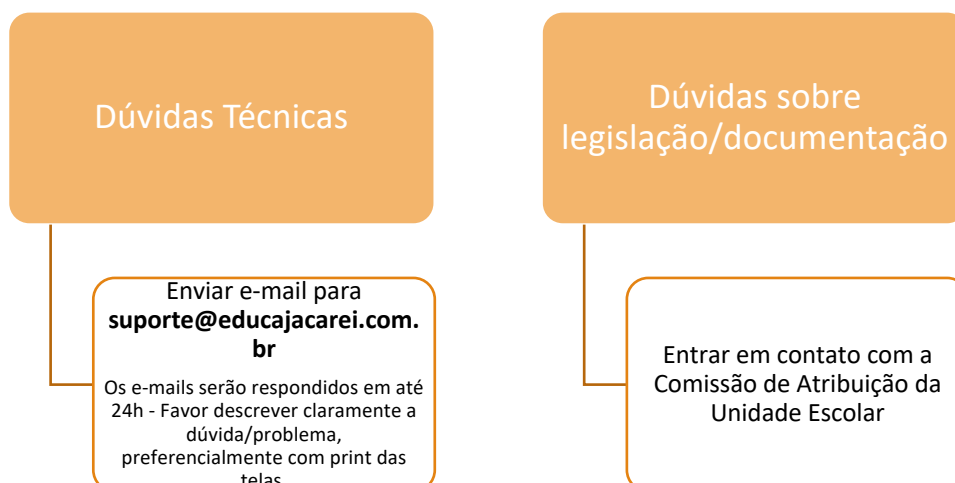 Dúvidas Técnicas
Enviar e-mail para
suporte@educajacarei.com.
br
Os e-mails serão respondidos em até
24h - Favor descrever claramente a
dúvida/problema,
preferencialmente com print das
telas
Dúvidas sobre
legislação/documentação
Entrar em contato com a
Comissão de Atribuição da
Unidade Escolar